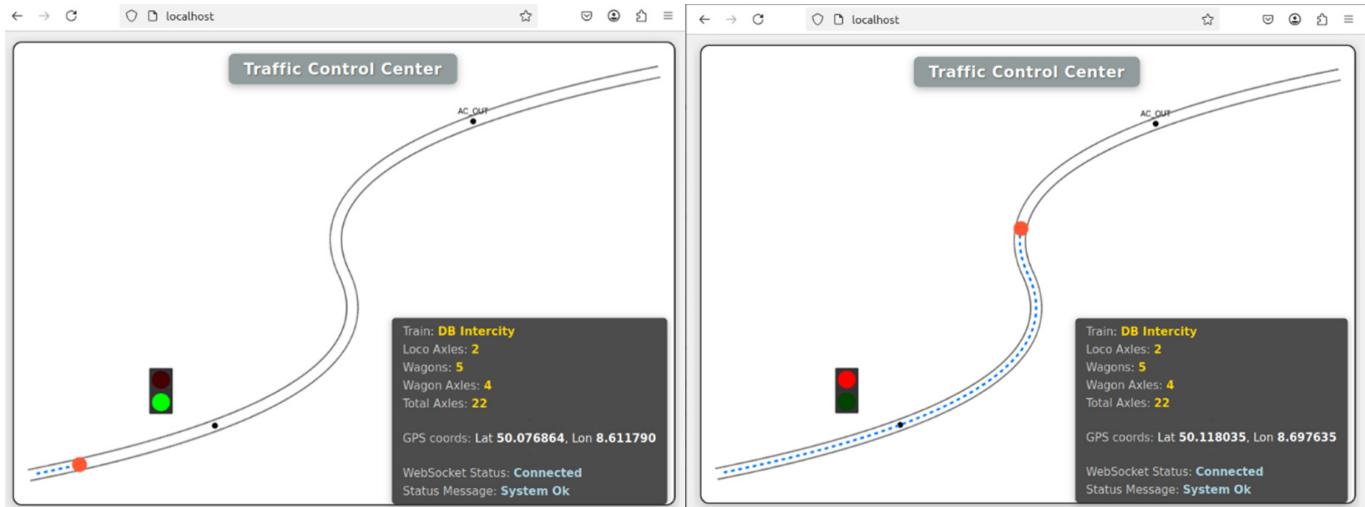 localhost
Traffic Control Center
AC_OUT
Train: DB Intercity
Loco Axles: 2
Wagons: 5
Wagon Axles: 4
Total Axles: 22
GPS coords: Lat 50.076864, Lon 8.611790
WebSocket Status: Connected
Status Message: System Ok
localhost
Traffic Control Center
AC_OUT
Train: DB Intercity
Loco Axles: 2
Wagons: 5
Wagon Axles: 4
Total Axles: 22
GPS coords: Lat 50.118035, Lon 8.697635
WebSocket Status: Connected
Status Message: System Ok